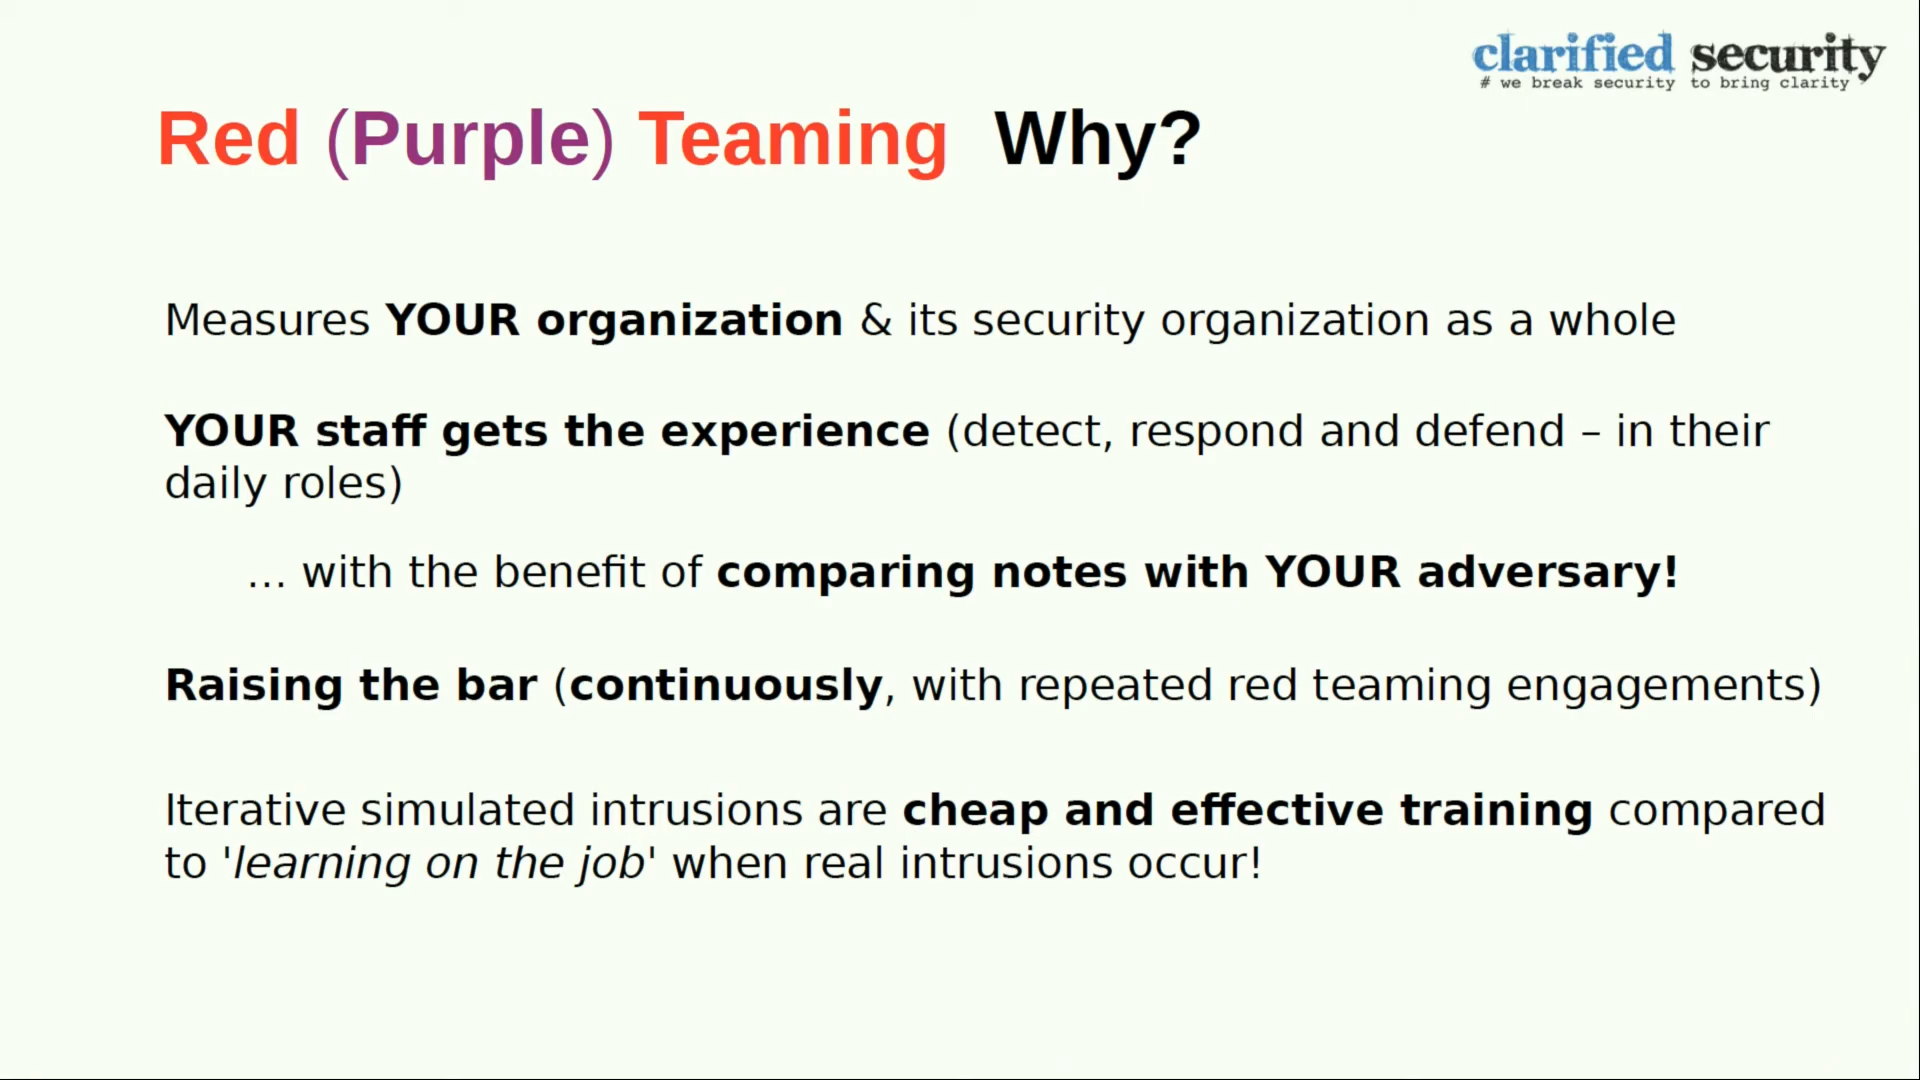 clarified security
# we break security to bring clarity
Red (Purple) Teaming Why?
Measures YOUR organization & its security organization as a whole
YOUR staff gets the experience (detect, respond and defend – in their
daily roles)
... with the benefit of comparing notes with YOUR adversary!
Raising the bar (continuously, with repeated red teaming engagements)
Iterative simulated intrusions are cheap and effective training compared
to 'learning on the job' when real intrusions occur!